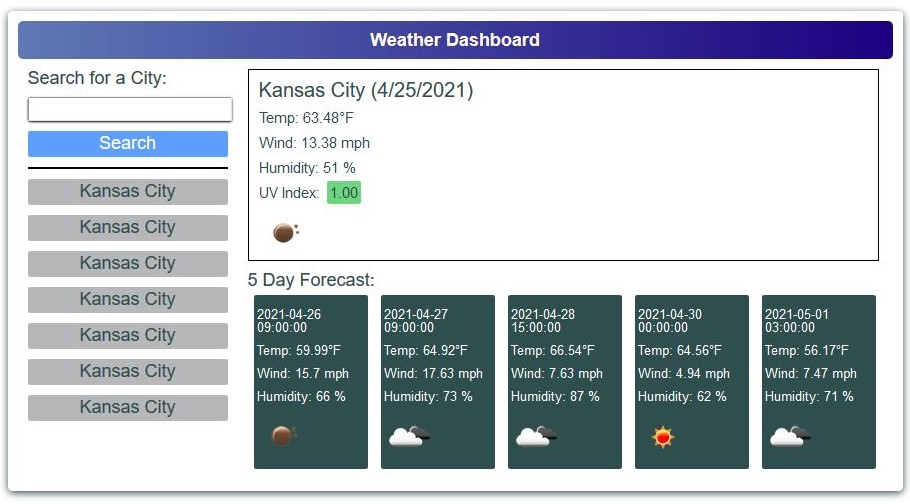 Weather Dashboard
Search for a City:
Search
Kansas City
Kansas City
Kansas City
Kansas City
Kansas City
Kansas City
Kansas City
Kansas City (4/25/2021)
Temp: 63.48°F
Wind: 13.38 mph
Humidity: 51 %
UV Index: 1.00
5 Day Forecast:
2021-04-26
09:00:00
Temp: 59.99°F
Wind: 15.7 mph
Humidity: 66 %
2021-04-27
09:00:00
Temp: 64.92°F
Wind: 17.63 mph
Humidity: 73 %
2021-04-28
15:00:00
Temp: 66.54°F
Wind: 7.63 mph
Humidity: 87 %
2021-04-30
00:00:00
Temp: 64.56°F
Wind: 4.94 mph
Humidity: 62 %
2021-05-01
03:00:00
Temp: 56.17°F
Wind: 7.47 mph
Humidity: 71 %